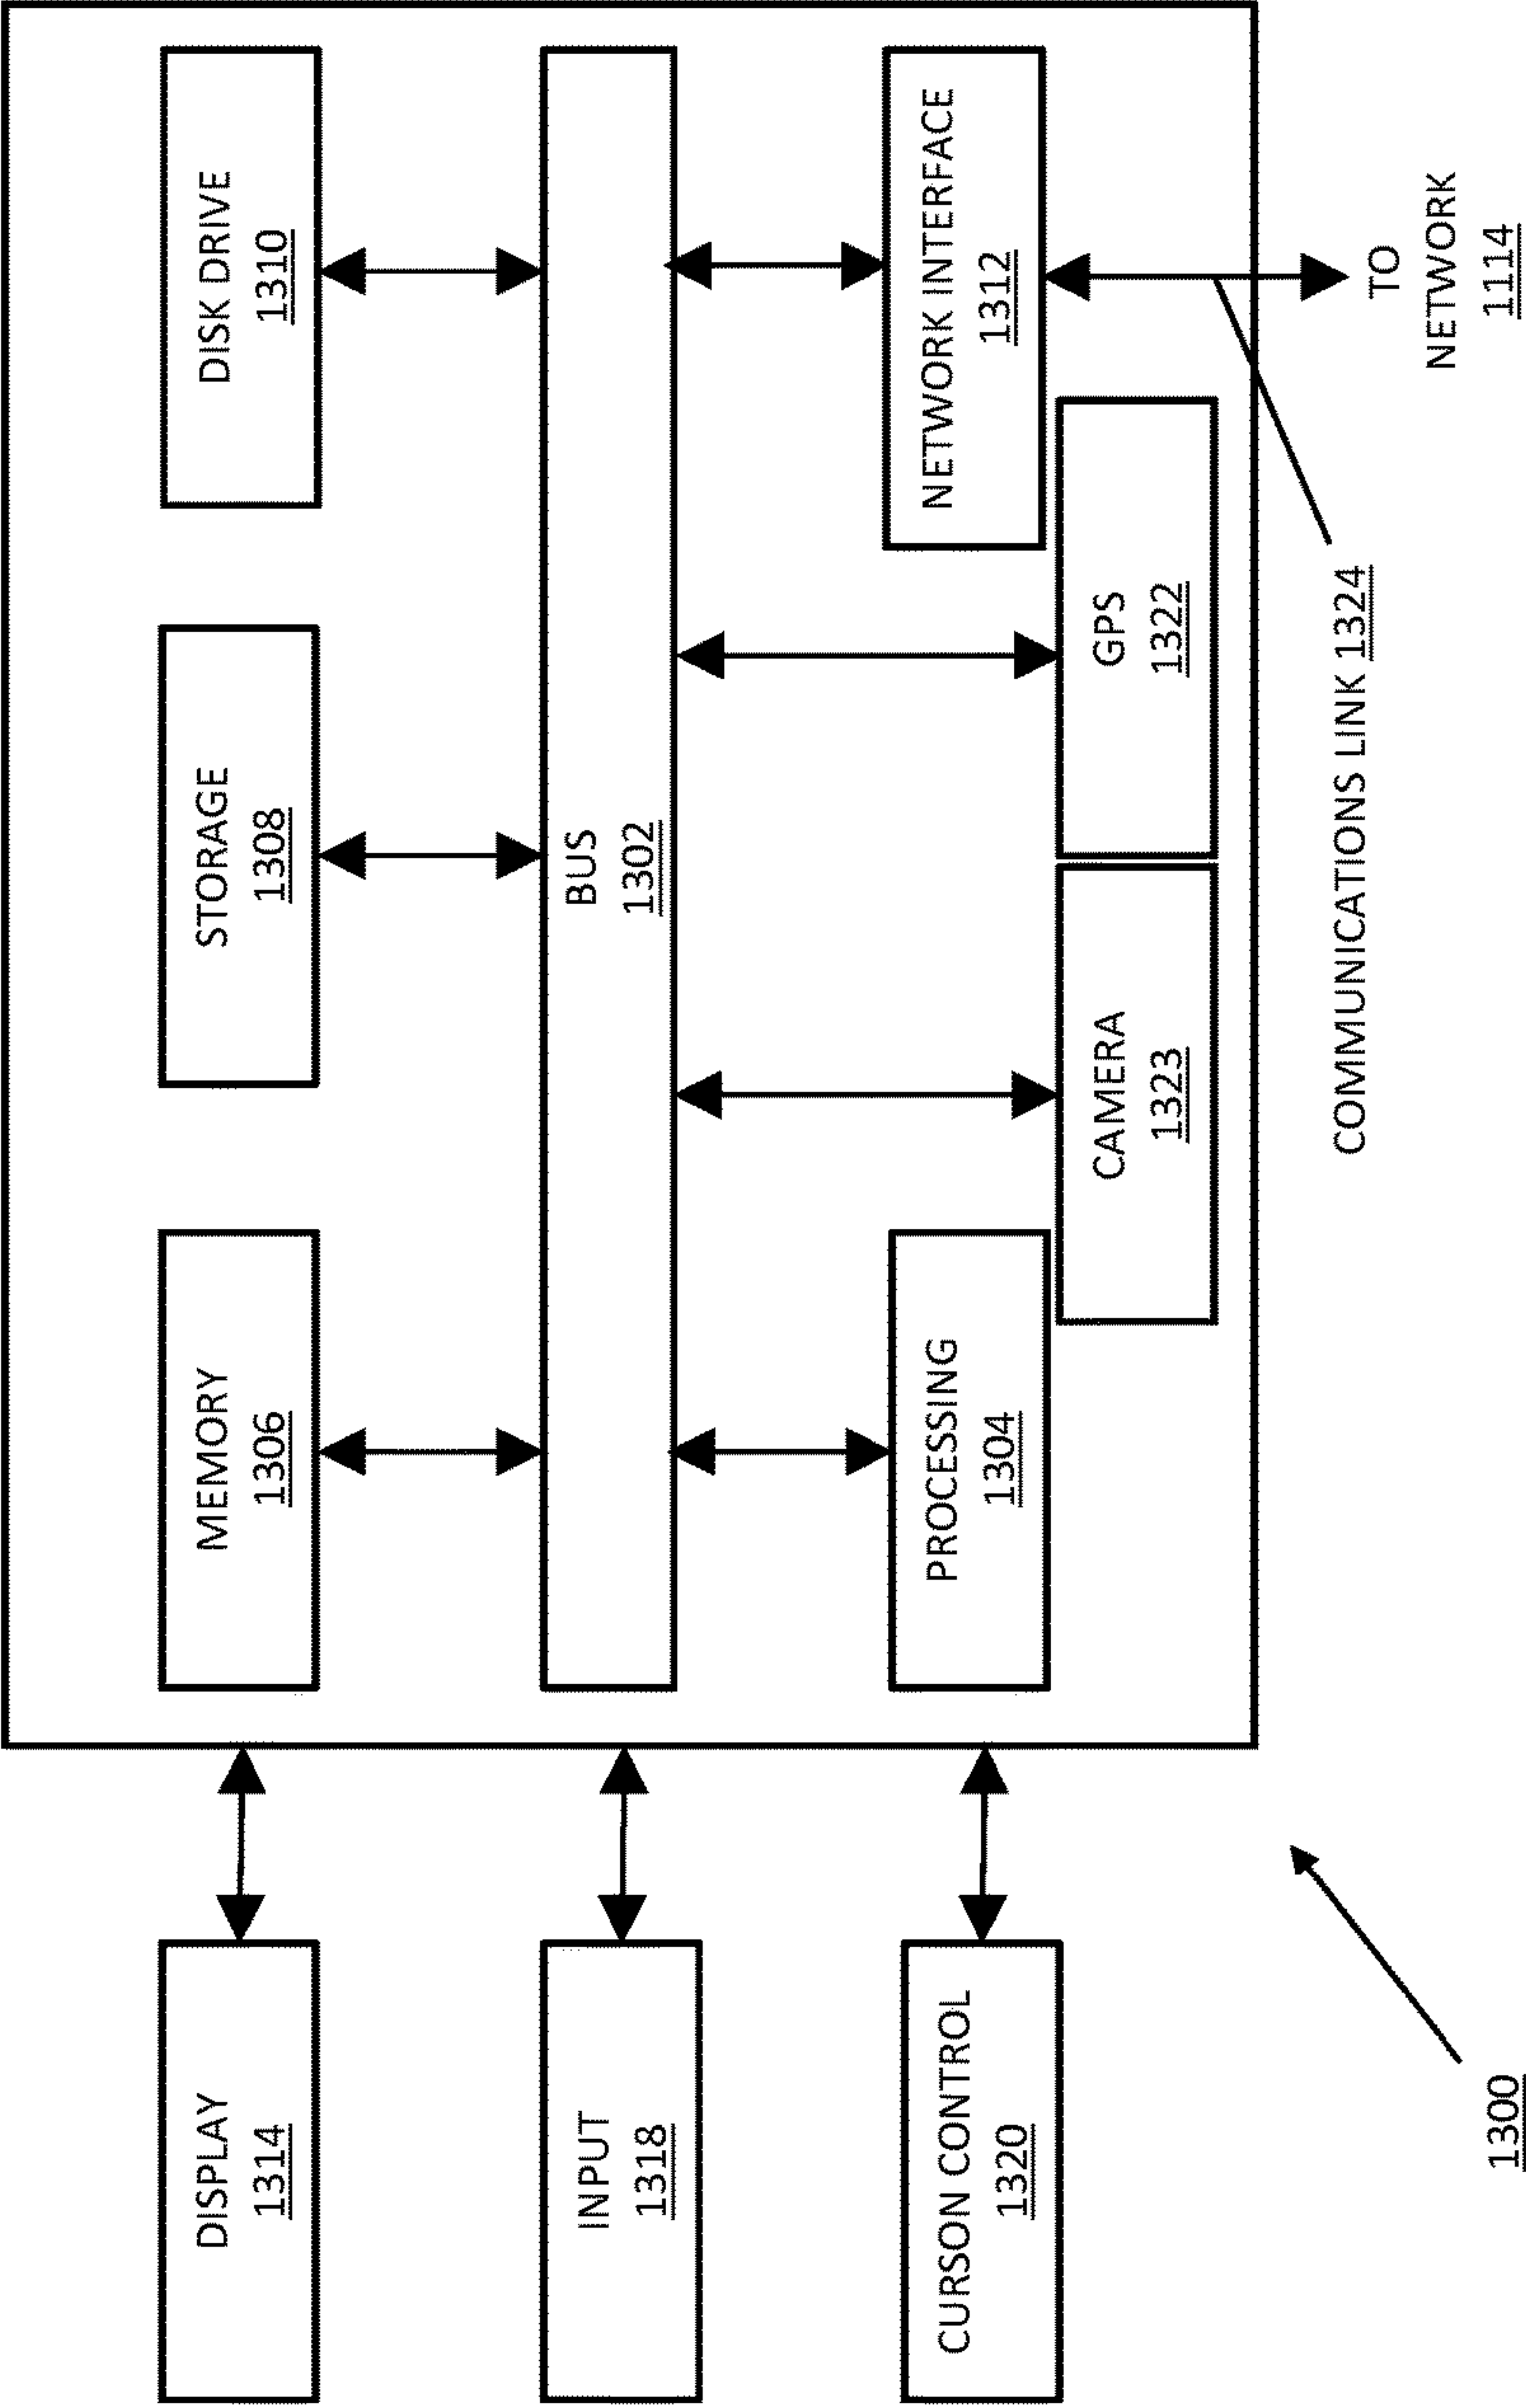 DISPLAY
1314
MEMORY
1306
STORAGE
1308
DISK DRIVE
1310
INPUT
1318
BUS
1302
CURSON CONTROL
1320
PROCESSING
1304
NETWORK INTERFACE
1312
CAMERA
1323
GPS
1322
COMMUNICATIONS LINK 1324
TO
NETWORK
1114
1300